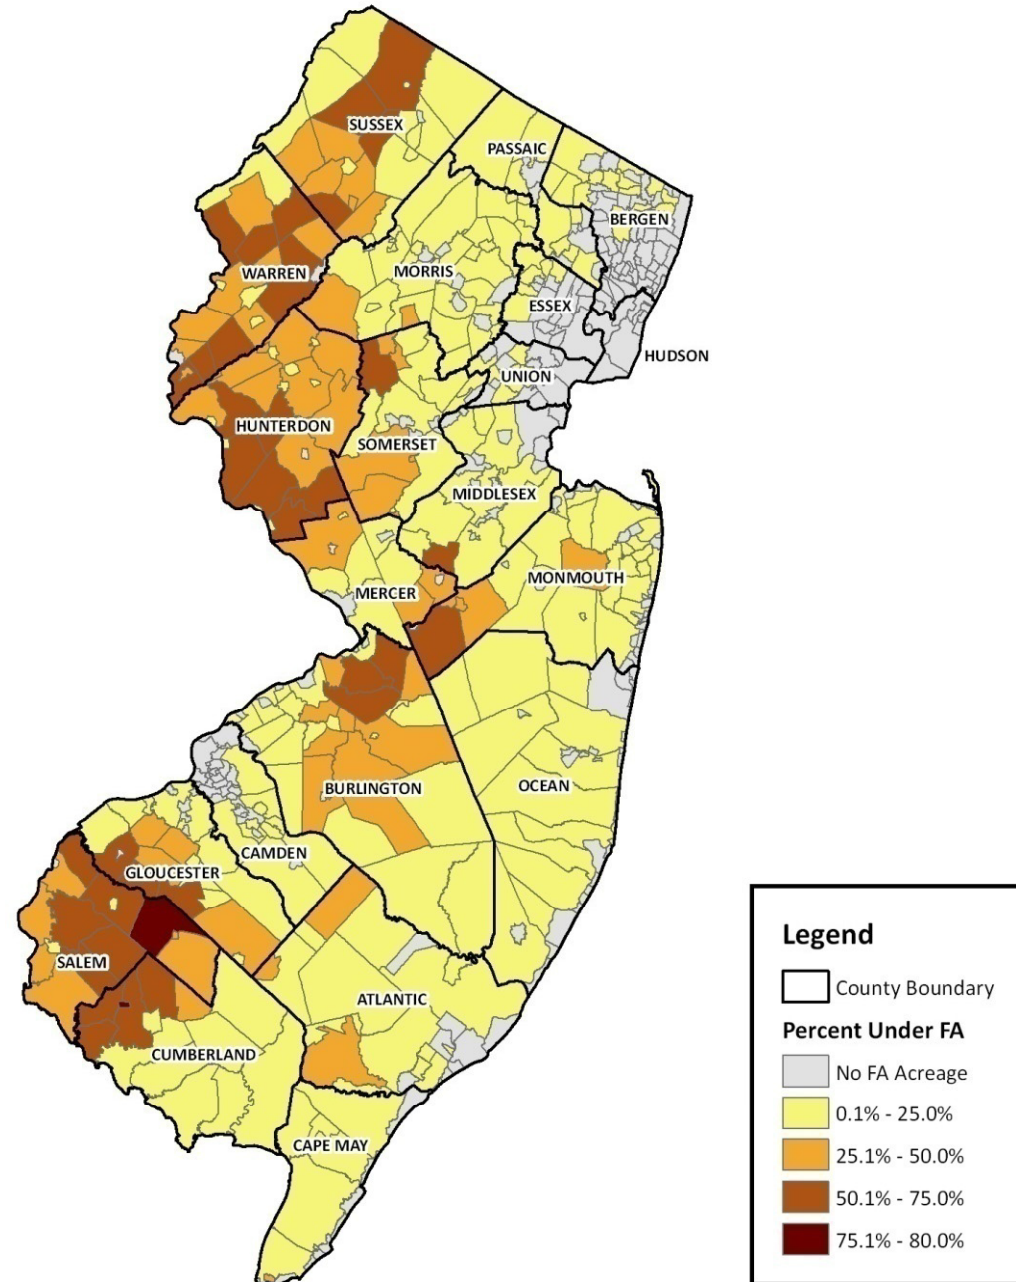 SUSSEX
PASSAIC
BERGEN
WARREN
MORRIS
ESSEX
HUDSON
UNION
HUNTERDON
SOMERSET
MIDDLESEX
MONMOUTH
MERCER
BURLINGTON
OCEAN
CAMDEN
GLOUCESTER
SALEM
ATLANTIC
CUMBERLAND
CAPE MAY
Legend
County Boundary
Percent Under FA
No FA Acreage
0.1% - 25.0%
25.1% - 50.0%
50.1% - 75.0%
75.1% - 80.0%